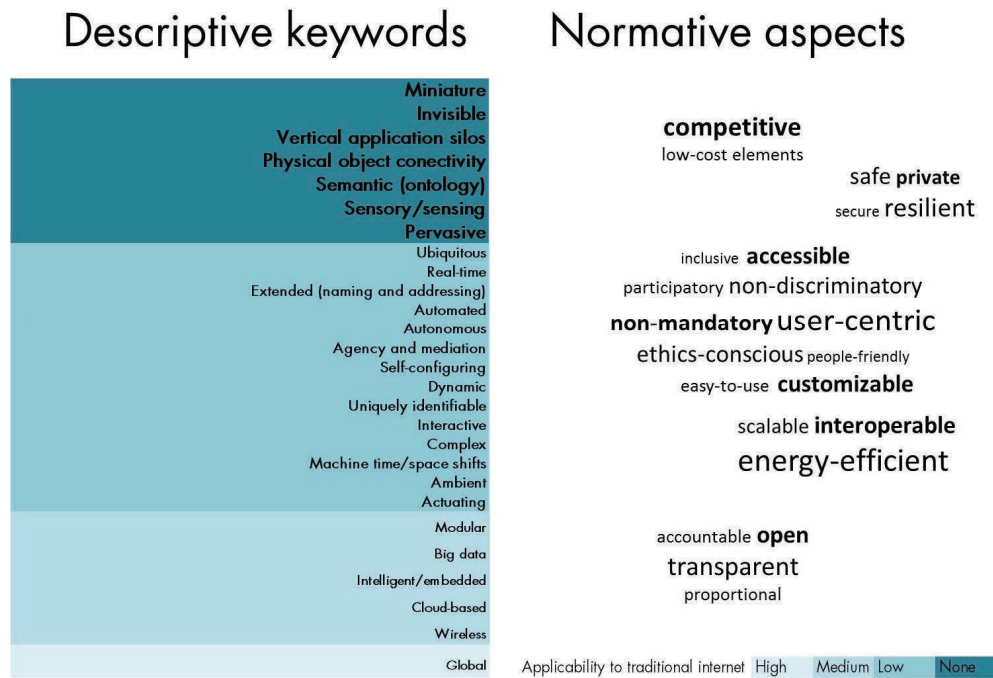 Descriptive keywords
Miniature
Invisible
Vertical application silos
Physical object conectivity
Semantic (ontology)
Sensory/sensing
Pervasive
Ubiquitous
Real-time
Extended (naming and addressing)
Automated
Autonomous
Agency and mediation
Self-configuring
Dynamic
Uniquely identifiable
Interactive
Complex
Machine time/space shifts
Ambient
Actuating
Modular
Big data
Intelligent/embedded
Cloud-based
Wireless
Global
Normative aspects
competitive
low-cost elements
safe private
secure resilient
inclusive accessible
participatory non-discriminatory
non-mandatory user-centric
ethics-conscious people-friendly
easy-to-use customizable
scalable interoperable
energy-efficient
accountable open
transparent
proportional
Applicability to traditional internet High Medium Low None